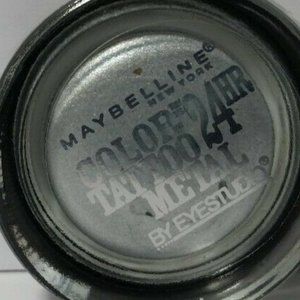 MAYBELLINE®
NEW YORK
COLOR 24HR
TATTOO
METAL
BY EYESTUDIO